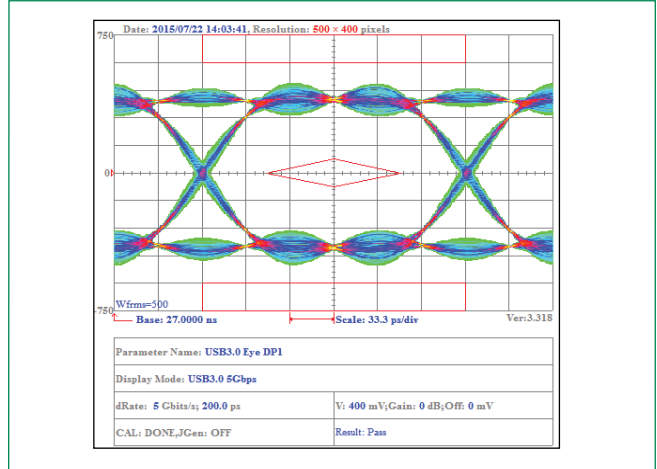 Date: 2015/07/22 14:03:41, Resolution: 500 × 400 pixels
750
0
-750
Wfrms=500
Base: 27.0000 ns Scale: 33.3 ps/div Ver:3.318
Parameter Name: USB3.0 Eye DP1
Display Mode: USB3.0 5Gbps
dRate: 5 Gbits/s; 200.0 ps V: 400 mV;Gain: 0 dB;Off: 0 mV
CAL: DONE,JGen: OFF Result: Pass